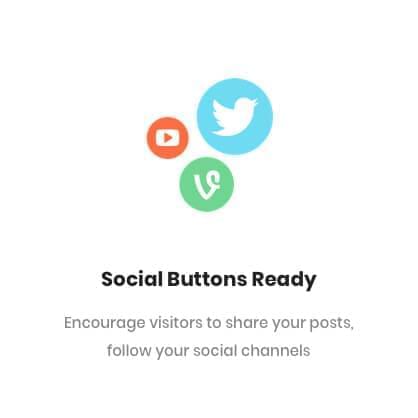 Social Buttons Ready
Encourage visitors to share your posts,
follow your social channels